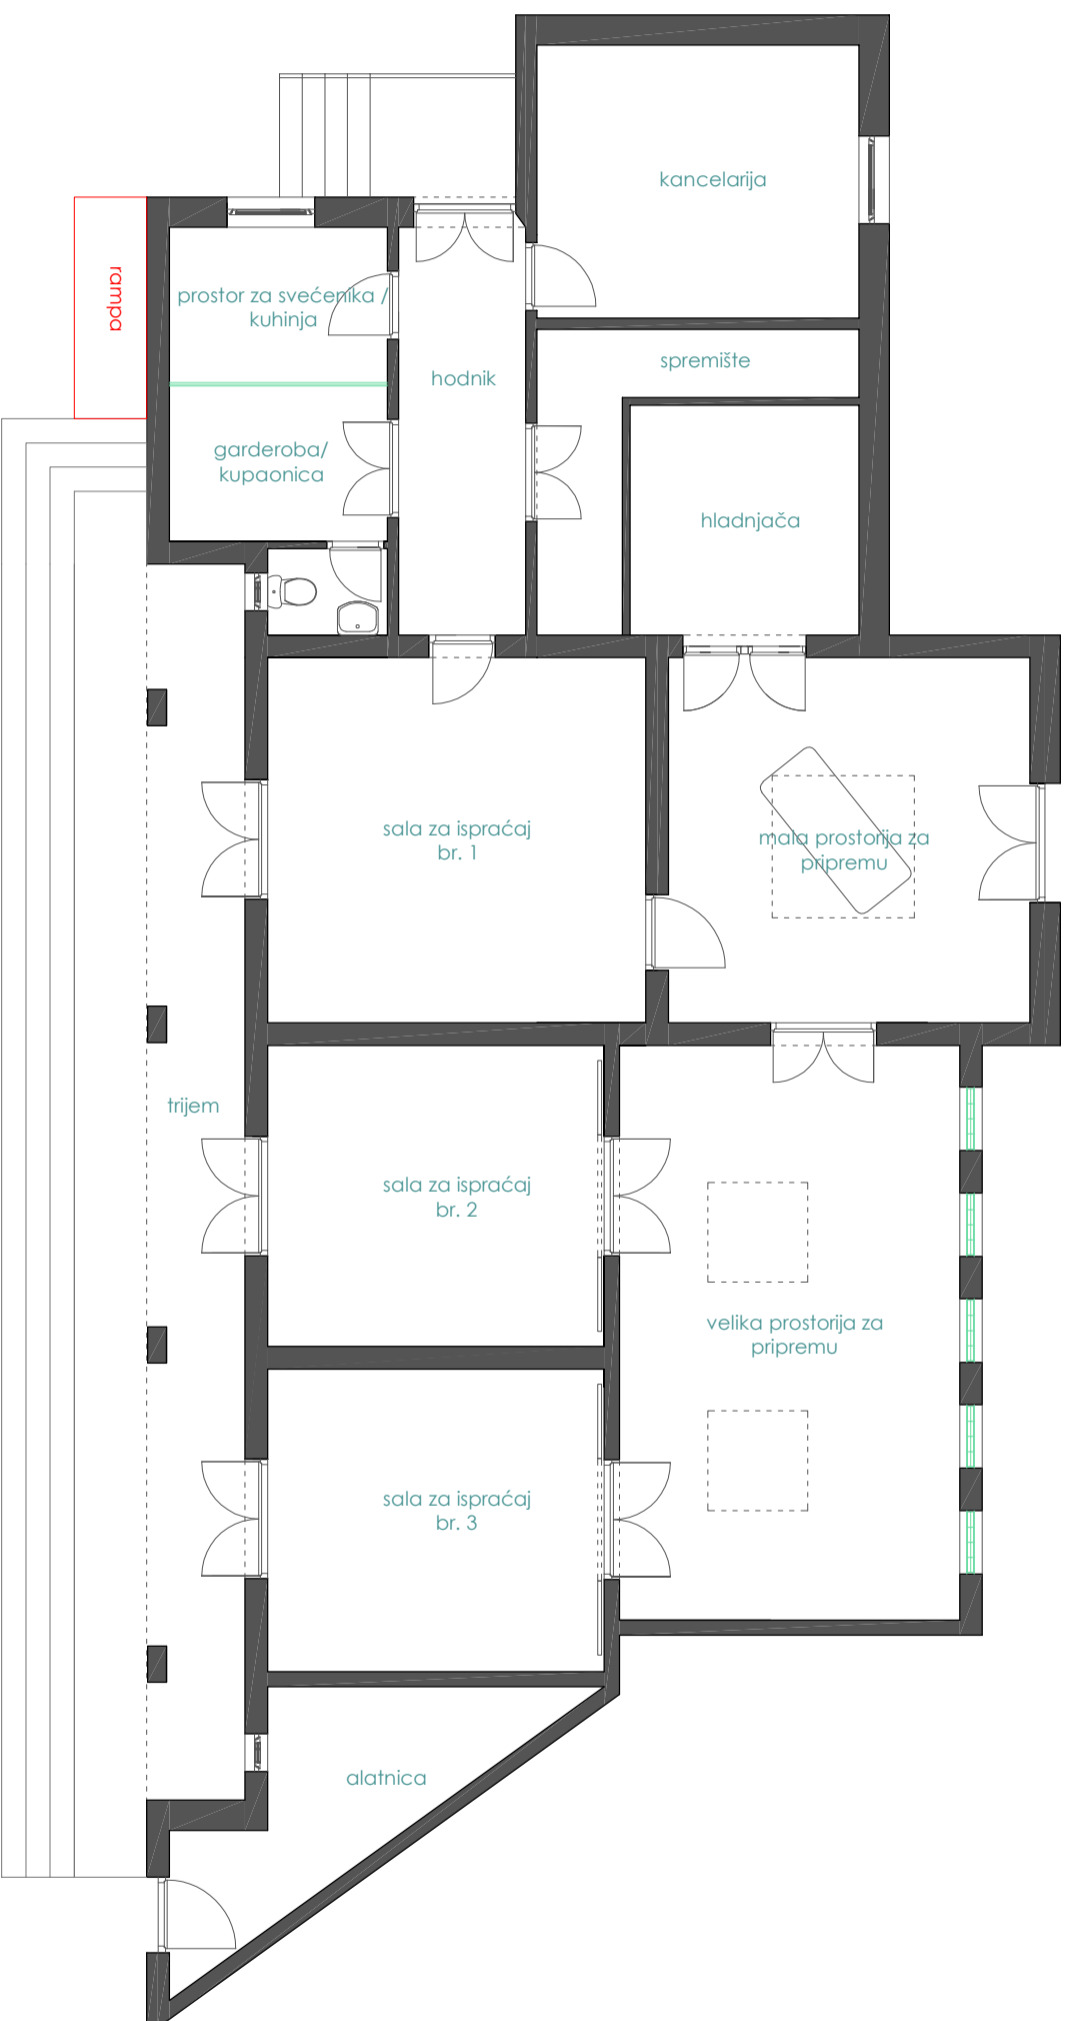 kancelarija
rampa
prostor za svećenika /
kuhinja
spremište
hodnik
garderoba/
kupaonica
hladnjača
sala za ispraćaj
br. 1
mala prostorija za
pripremu
trijem
sala za ispraćaj
br. 2
velika prostorija za
pripremu
sala za ispraćaj
br. 3
alatnica